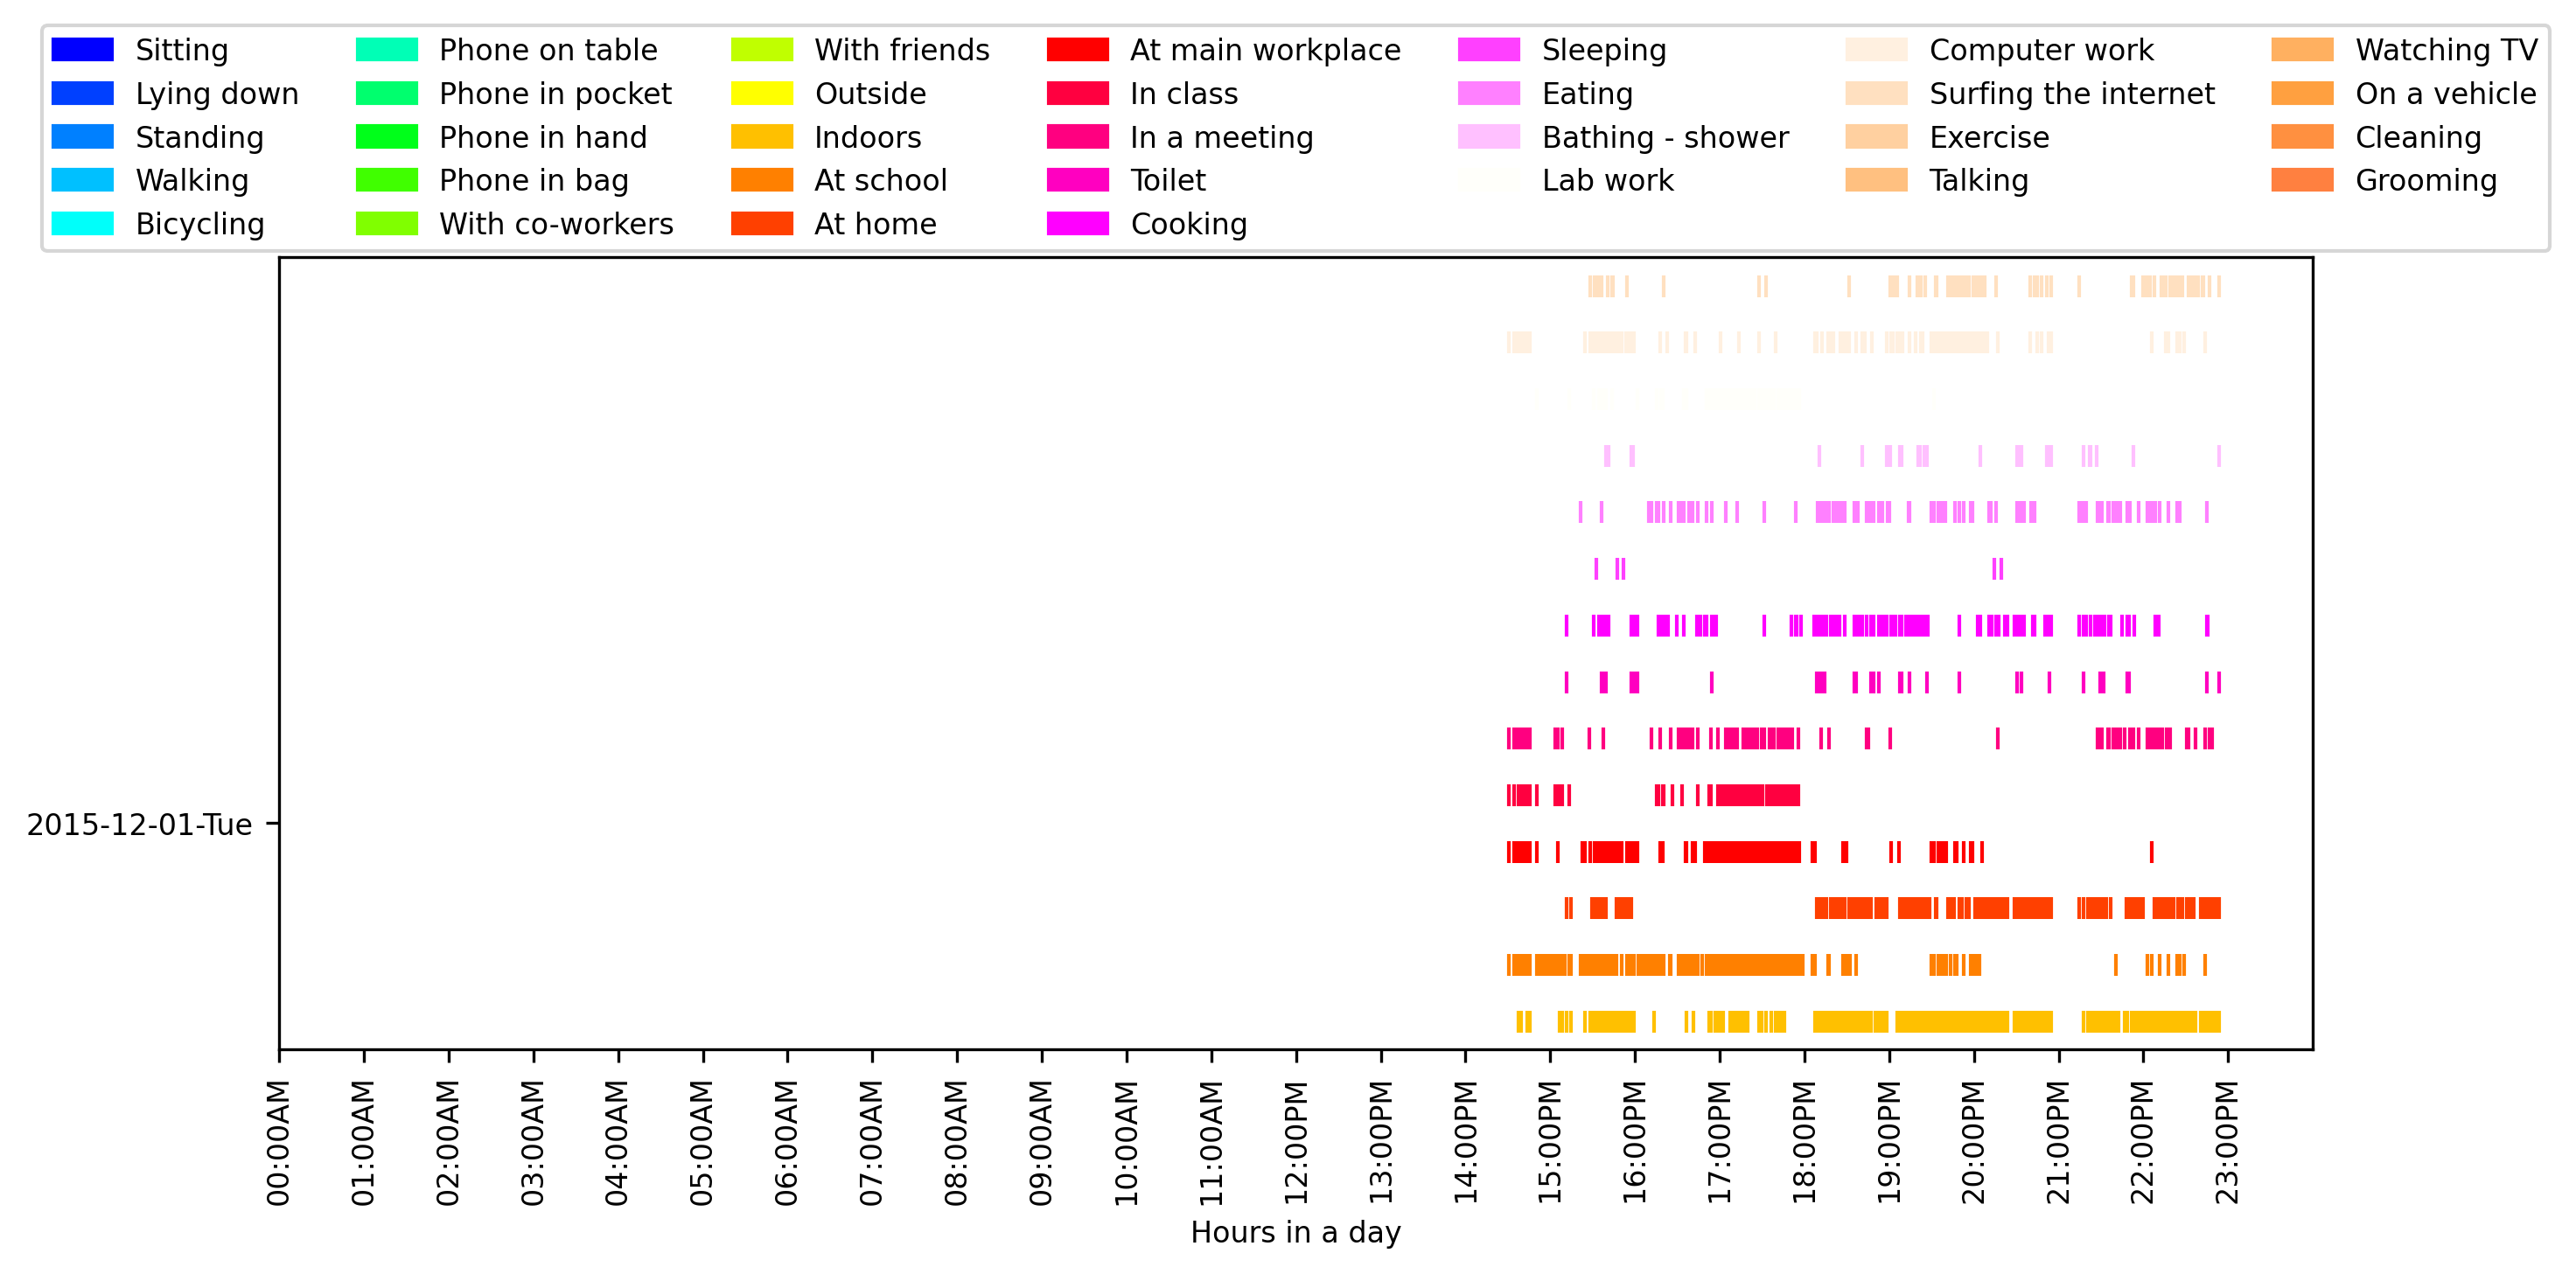 Sitting
Lying down
Standing
Walking
Bicycling
Phone on table
Phone in pocket
Phone in hand
Phone in bag
With co-workers
With friends
Outside
Indoors
At school
At home
At main workplace
In class
In a meeting
Toilet
Cooking
Sleeping
Eating
Bathing - shower
Lab work
Computer work
Surfing the internet
Exercise
Talking
Watching TV
On a vehicle
Cleaning
Grooming
2015-12-01-Tue
00:00AM
01:00AM
02:00AM
03:00AM
04:00AM
05:00AM
06:00AM
07:00AM
08:00AM
09:00AM
10:00AM
11:00AM
12:00PM
13:00PM
14:00PM
15:00PM
16:00PM
17:00PM
18:00PM
19:00PM
20:00PM
21:00PM
22:00PM
23:00PM
Hours in a day